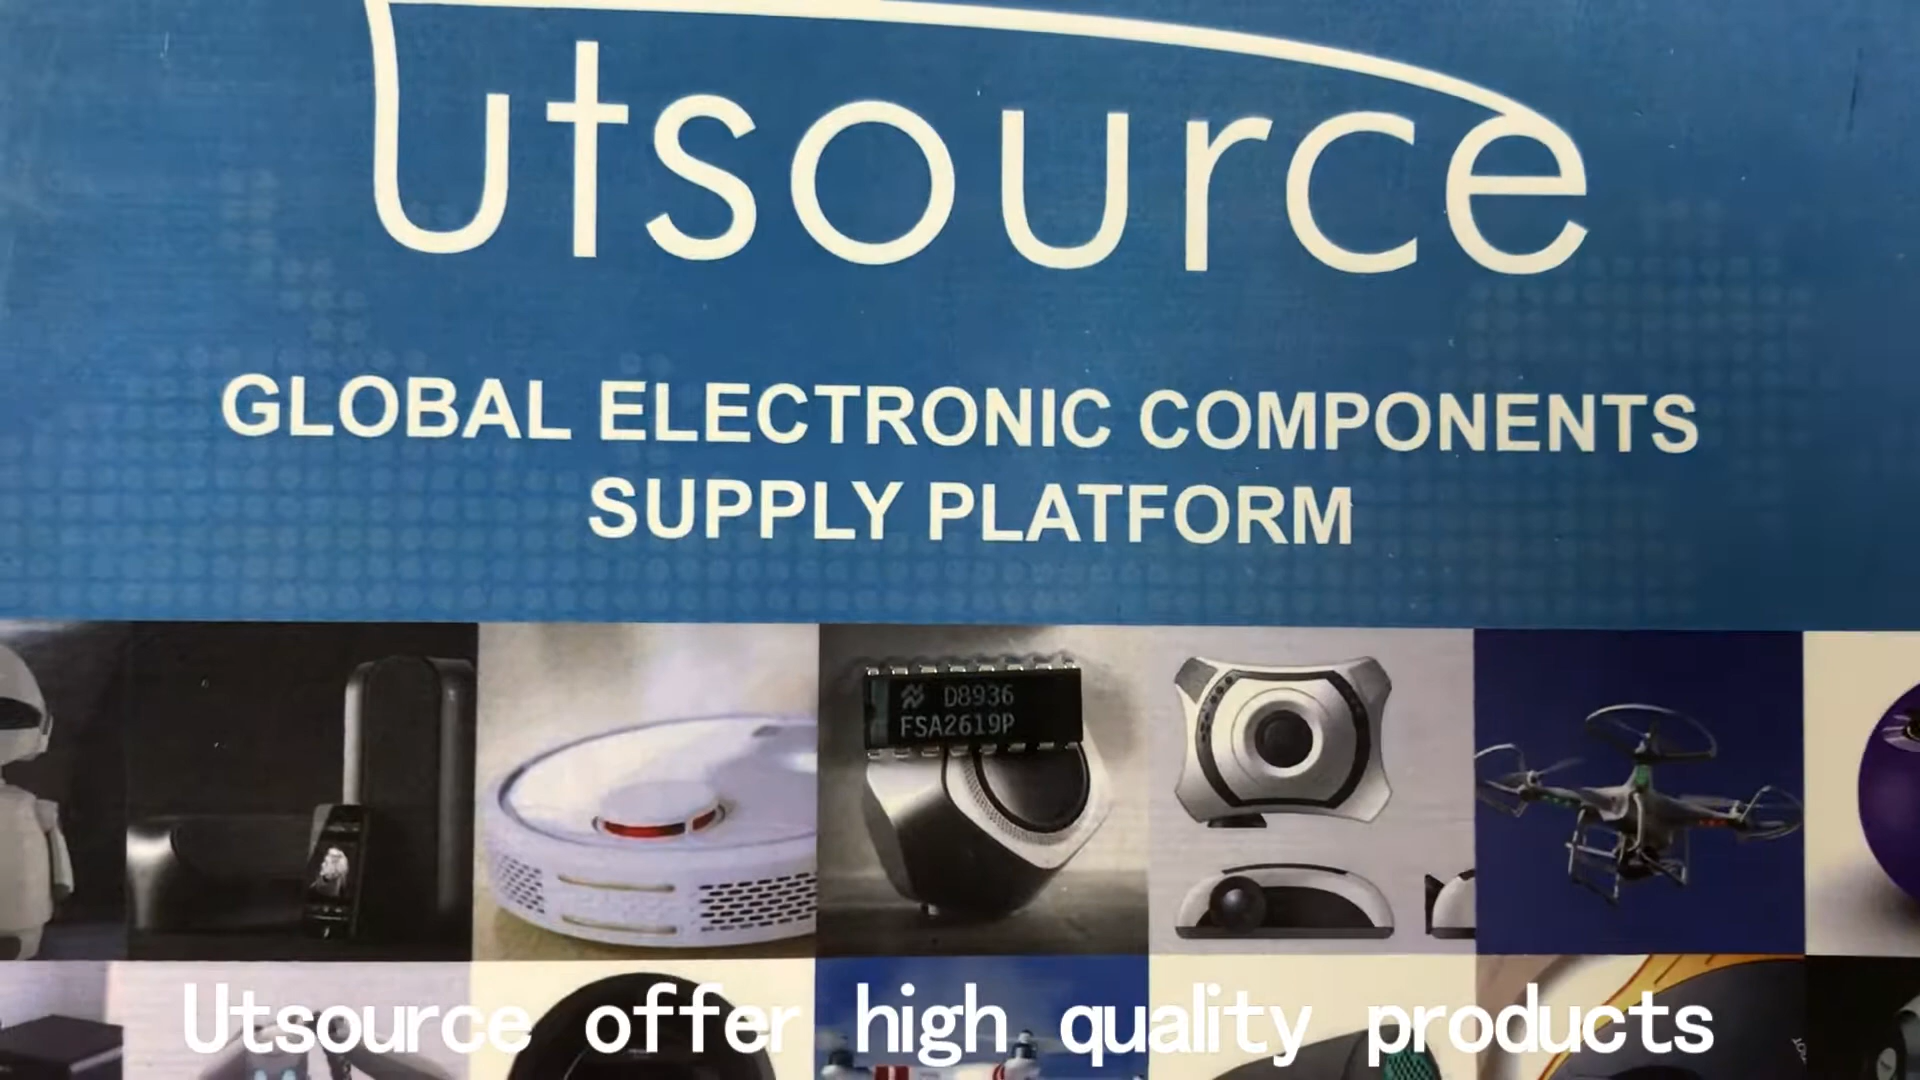 Utsource
GLOBAL ELECTRONIC COMPONENTS
SUPPLY PLATFORM
D8936
FSA2619P
Utsource offer high quality products